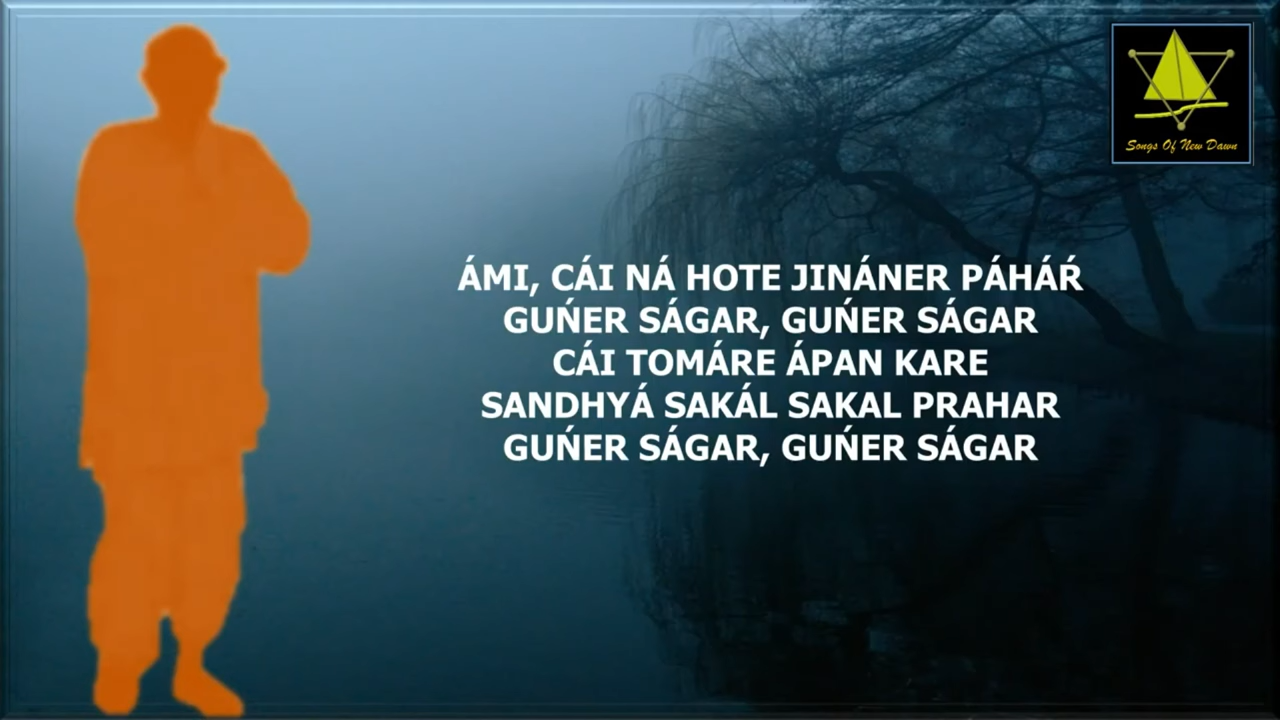 Songs Of New Dawn
ÁMI, CÁI NÁ HOTE JINÁNER PÁHÁŔ
GUŃER SÁGAR, GUŃER SÁGAR
CÁI TOMÁRE ÁPAN KARE
SANDHYÁ SAKÁL SAKAL PRAHAR
GUŃER SÁGAR, GUŃER SÁGAR